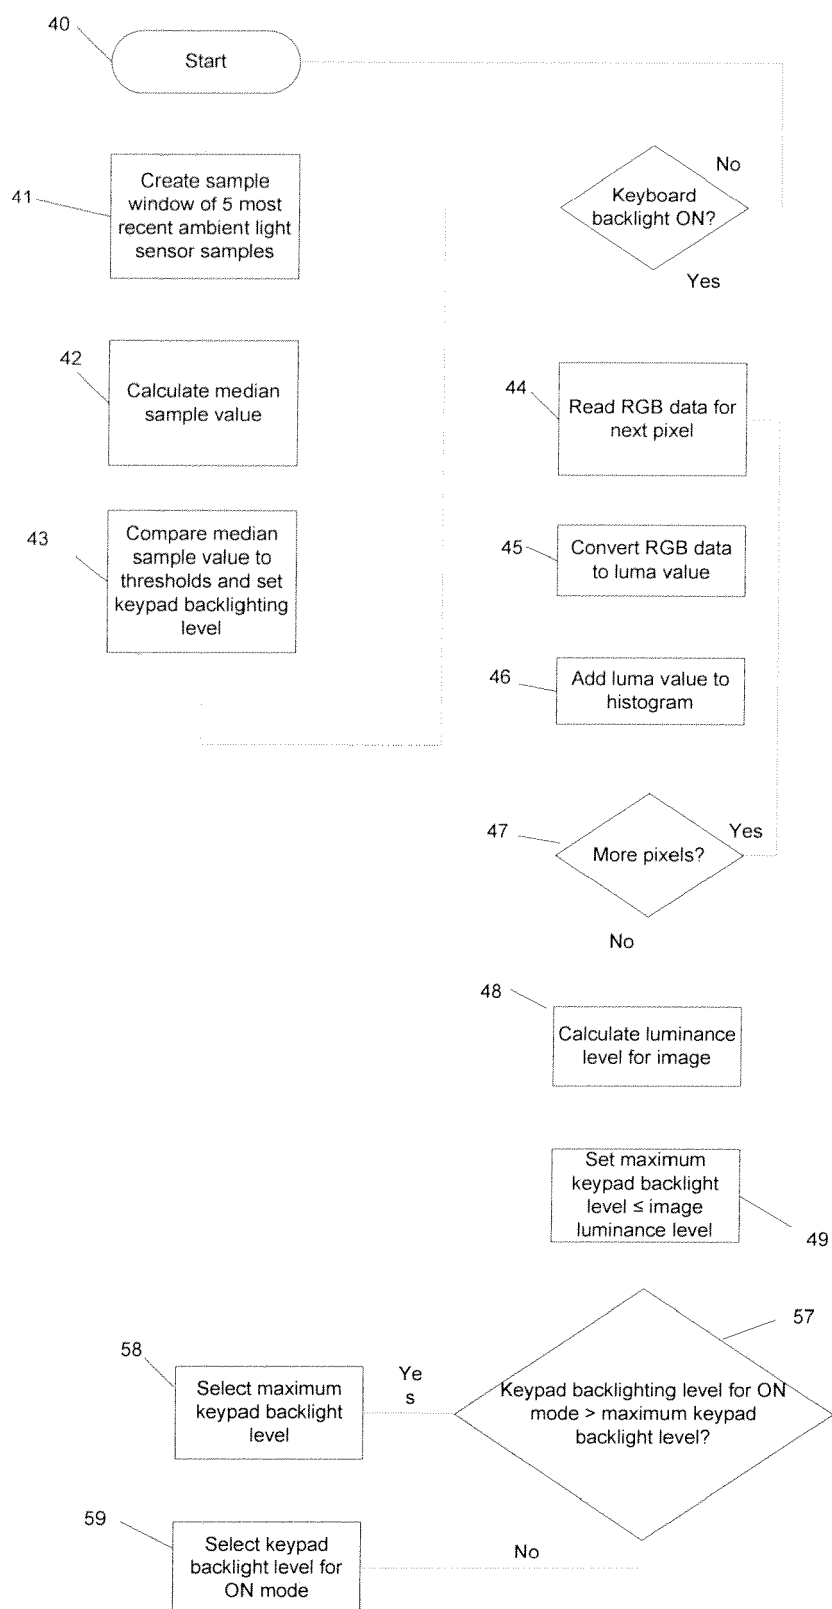 40
Start
41
Create sample
window of 5 most
recent ambient light
sensor samples
No
Keyboard
backlight ON?
Yes
42
Calculate median
sample value
43
Compare median
sample value to
thresholds and set
keypad backlighting
level
44
Read RGB data for
next pixel
45
Convert RGB data
to luma value
46
Add luma value to
histogram
47
More pixels?
Yes
No
48
Calculate luminance
level for image
Set maximum
keypad backlight
level ≤ image
luminance level
49
57
Keypad backlighting level for ON
mode > maximum keypad
backlight level?
Ye
s
58
Select maximum
keypad backlight
level
59
Select keypad
backlight level for
ON mode
No